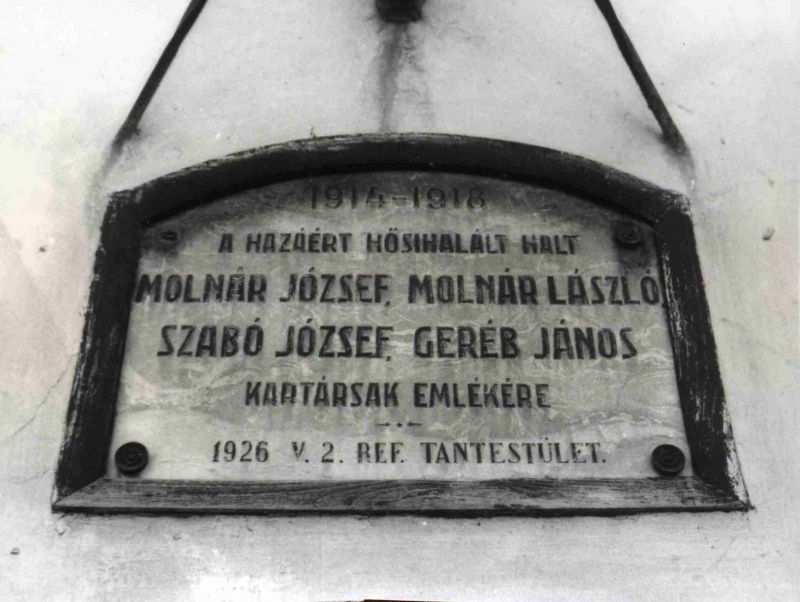 1914-1918
A HAZÁÉRT HŐSIHALÁLT HALT
MOLNÁR JÓZSEF, MOLNÁR LÁSZLÓ,
SZABÓ JÓZSEF, GERÉB JÁNOS
KARTÁRSAK EMLÉKÉRE
1926 V. 2. REF. TANTESTÜLET.